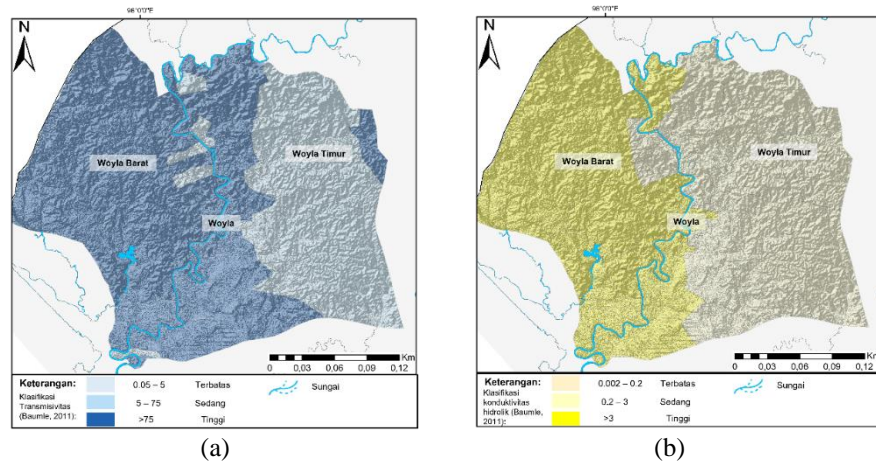 96°0'0"E
N
Woyla Barat
Woyla Timur
Woyla
Km
0 0,03 0,06 0,09 0,12
Keterangan:
Klasifikasi
Transmisivitas
(Baumle, 2011):
0.05 – 5 Terbatas
5 – 75 Sedang
>75 Tinggi
Sungai
(a)
96°0'0"E
N
Woyla Barat
Woyla Timur
Woyla
Km
0 0,03 0,06 0,09 0,12
Keterangan:
Klasifikasi
konduktivitas
hidrolik (Baumle,
2011):
0.002 – 0.2 Terbatas
0.2 – 3 Sedang
>3 Tinggi
Sungai
(b)